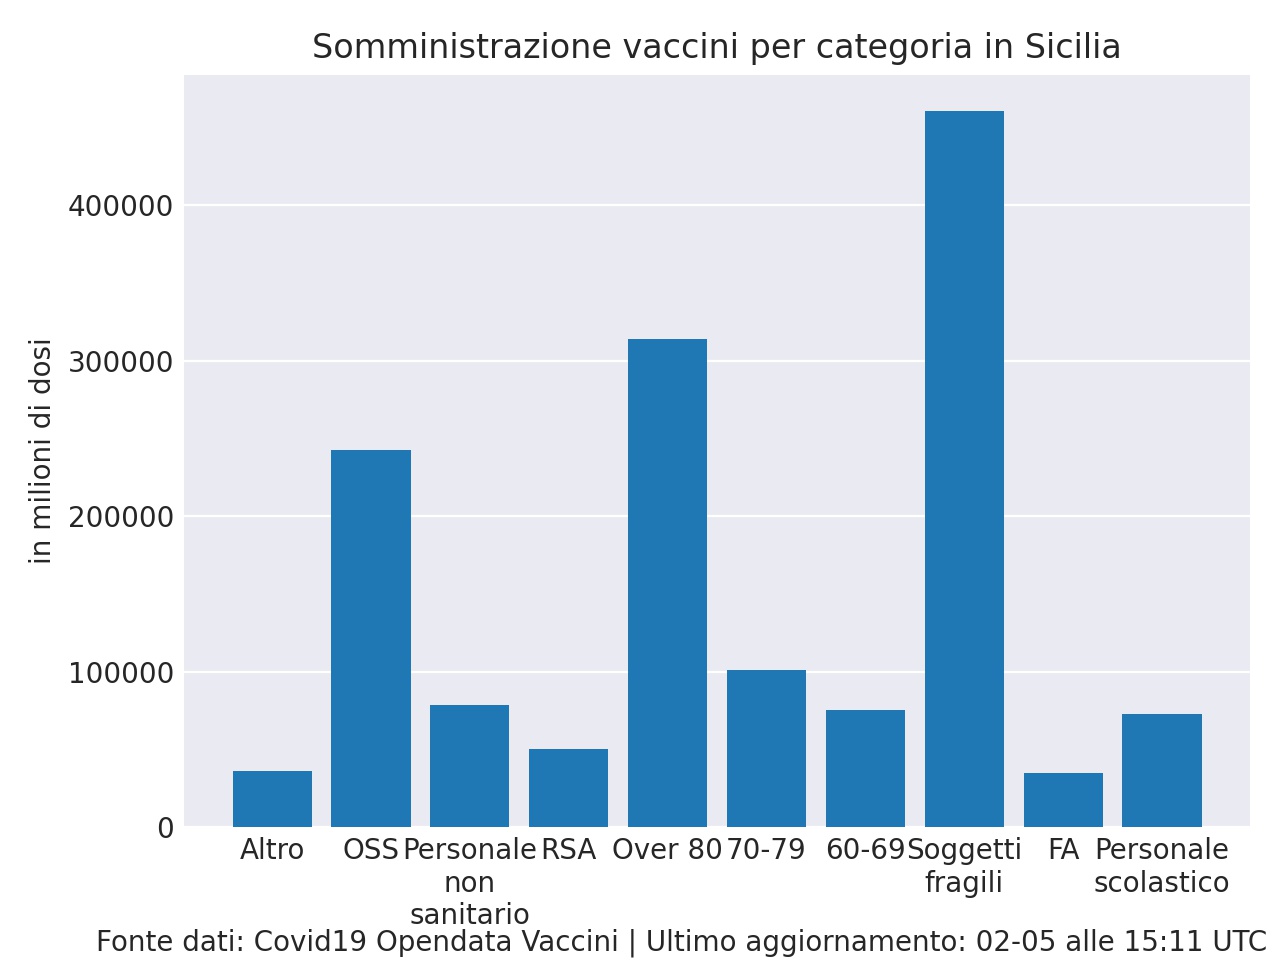 Somministrazione vaccini per categoria in Sicilia
in milioni di dosi
400000
300000
200000
100000
0
Altro
OSS
Personale
non
sanitario
RSA
Over 80
70-79
60-69
Soggetti
fragili
FA
Personale
scolastico
Fonte dati: Covid19 Opendata Vaccini | Ultimo aggiornamento: 02-05 alle 15:11 UTC